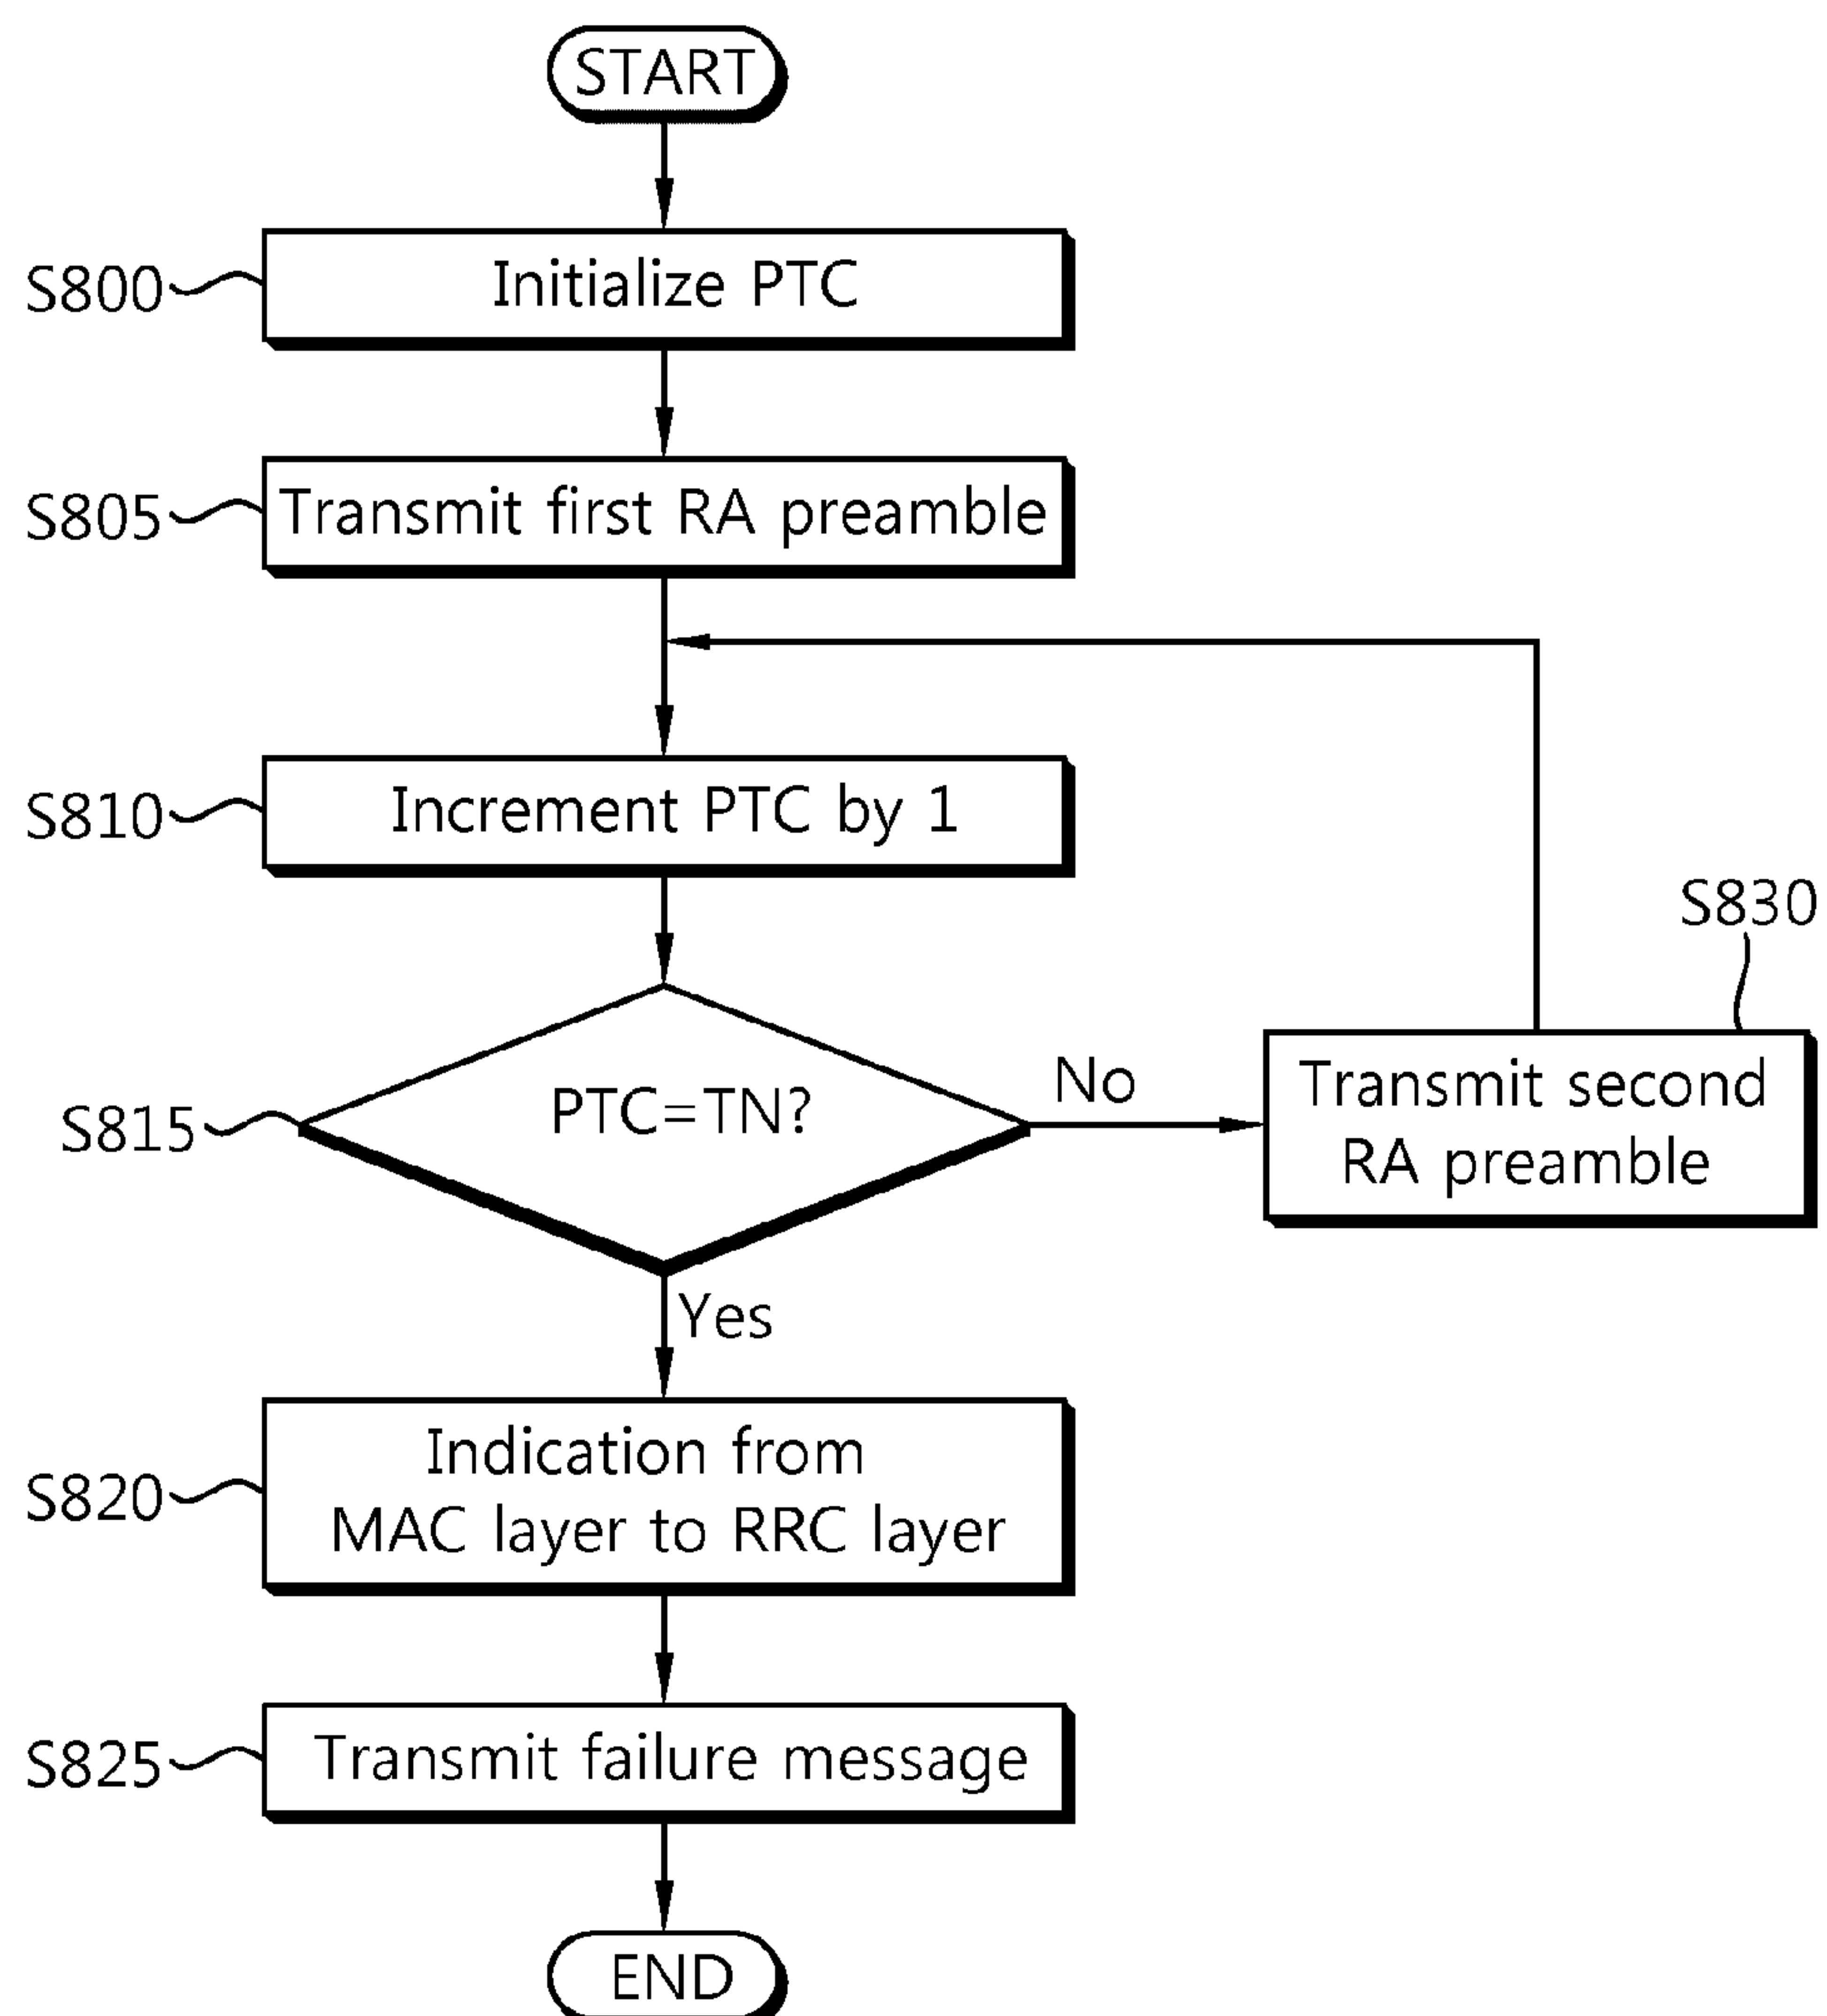 START
S800
Initialize PTC
S805
Transmit first RA preamble
S810
Increment PTC by 1
S830
S815
PTC=TN?
No
Transmit second
RA preamble
Yes
S820
Indication from
MAC layer to RRC layer
S825
Transmit failure message
END